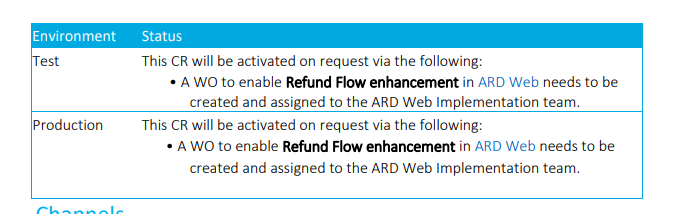 Environment Status
Test This CR will be activated on request via the following:
• A WO to enable Refund Flow enhancement in ARD Web needs to be
created and assigned to the ARD Web Implementation team.
Production This CR will be activated on request via the following:
• A WO to enable Refund Flow enhancement in ARD Web needs to be
created and assigned to the ARD Web Implementation team.
Channels